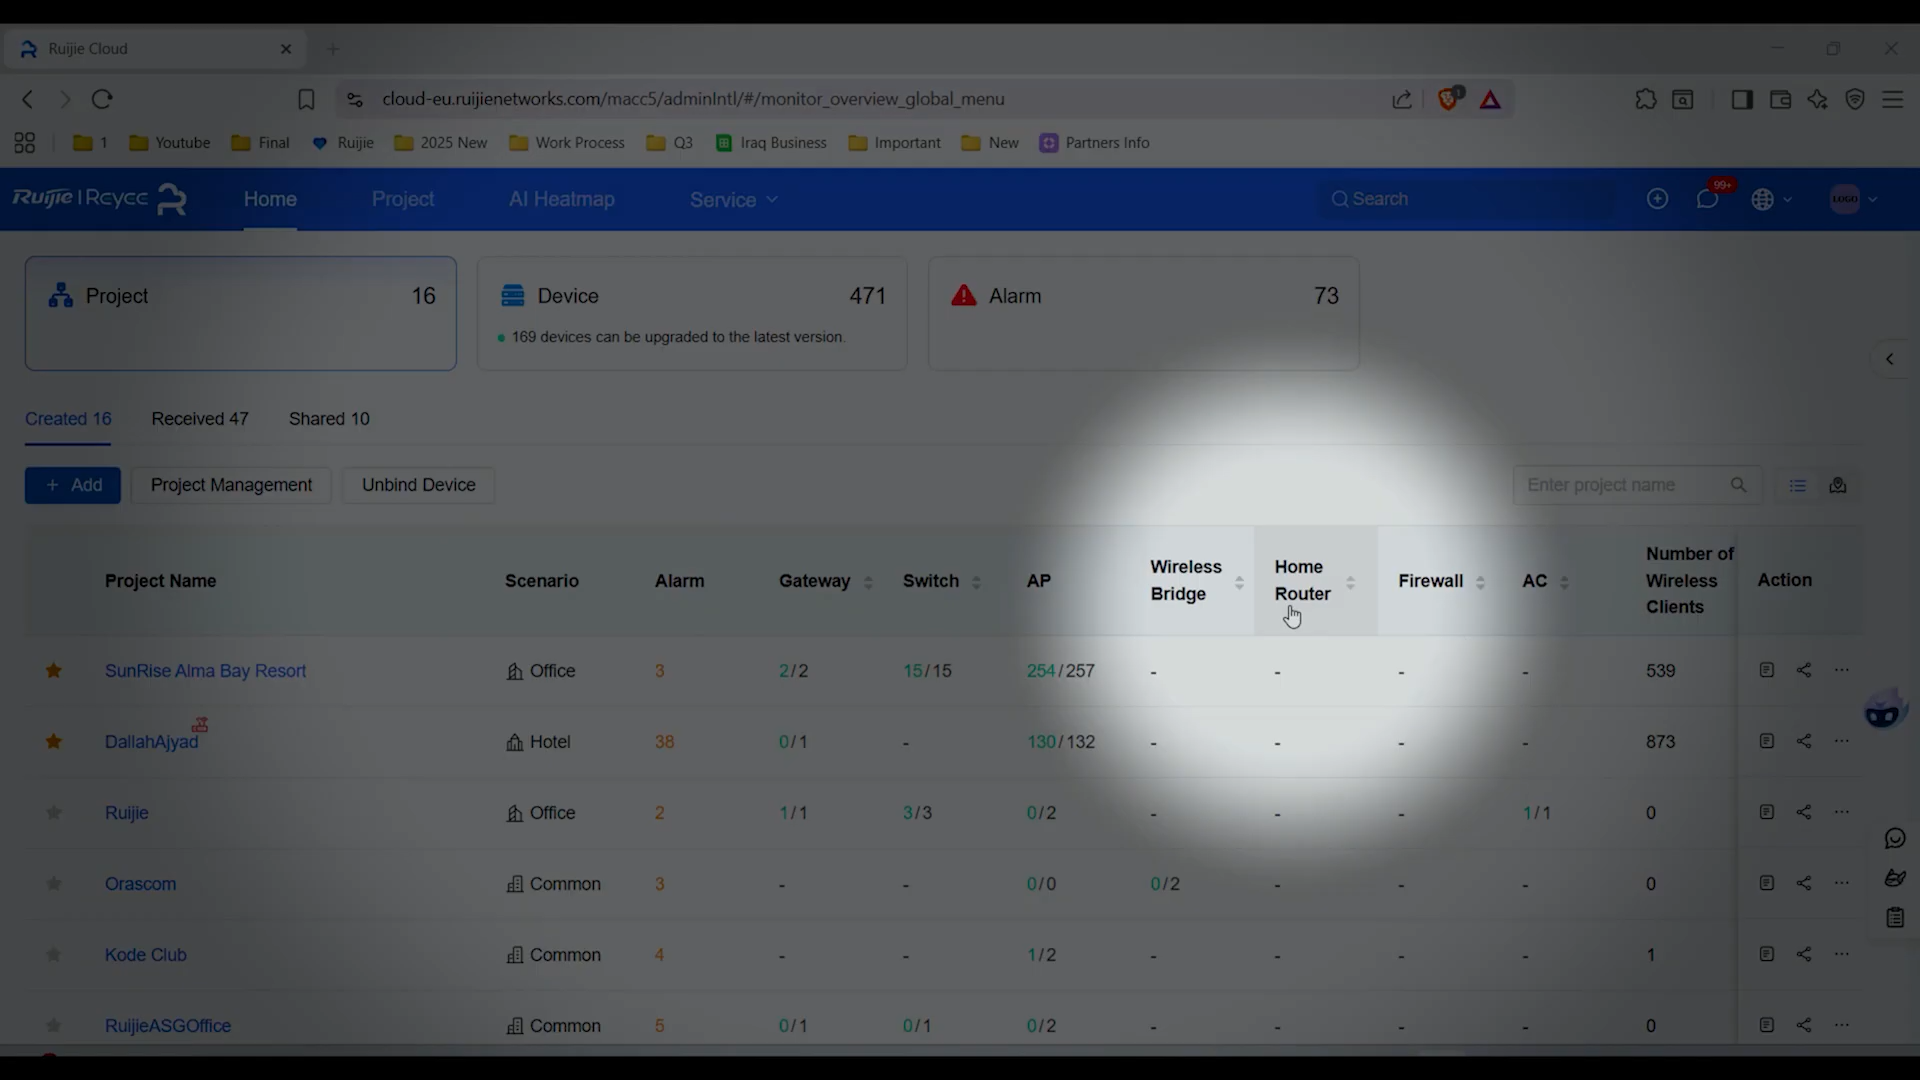 Ruijie Cloud
cloud-eu.ruijienetworks.com/macc5/adminIntl/#/monitor_overview_global_menu
1
1 Youtube Final Ruijie 2025 New Work Process Q3 Iraq Business Important New Partners Info
Ruijie | Reyee Home Project AI Heatmap Service Search 99+ LOGO
Project 16 Device 471 Alarm 73
169 devices can be upgraded to the latest version.
Created 16 Received 47 Shared 10
+ Add Project Management Unbind Device Enter project name
Project Name Scenario Alarm Gateway Switch AP Wireless Bridge Home Router Firewall AC Number of Wireless Clients Action
SunRise Alma Bay Resort Office 3 2/2 15/15 254/257 - - - - 539 ...
DallahAjyad Hotel 38 0/1 - 130/132 - - - - 873 ...
Ruijie Office 2 1/1 3/3 0/2 - - - 1/1 0 ...
Orascom Common 3 - - 0/0 0/2 - - - 0 ...
Kode Club Common 4 - - 1/2 - - - - 1 ...
RuijieASGOffice Common 5 0/1 0/1 0/2 - - - - 0 ...